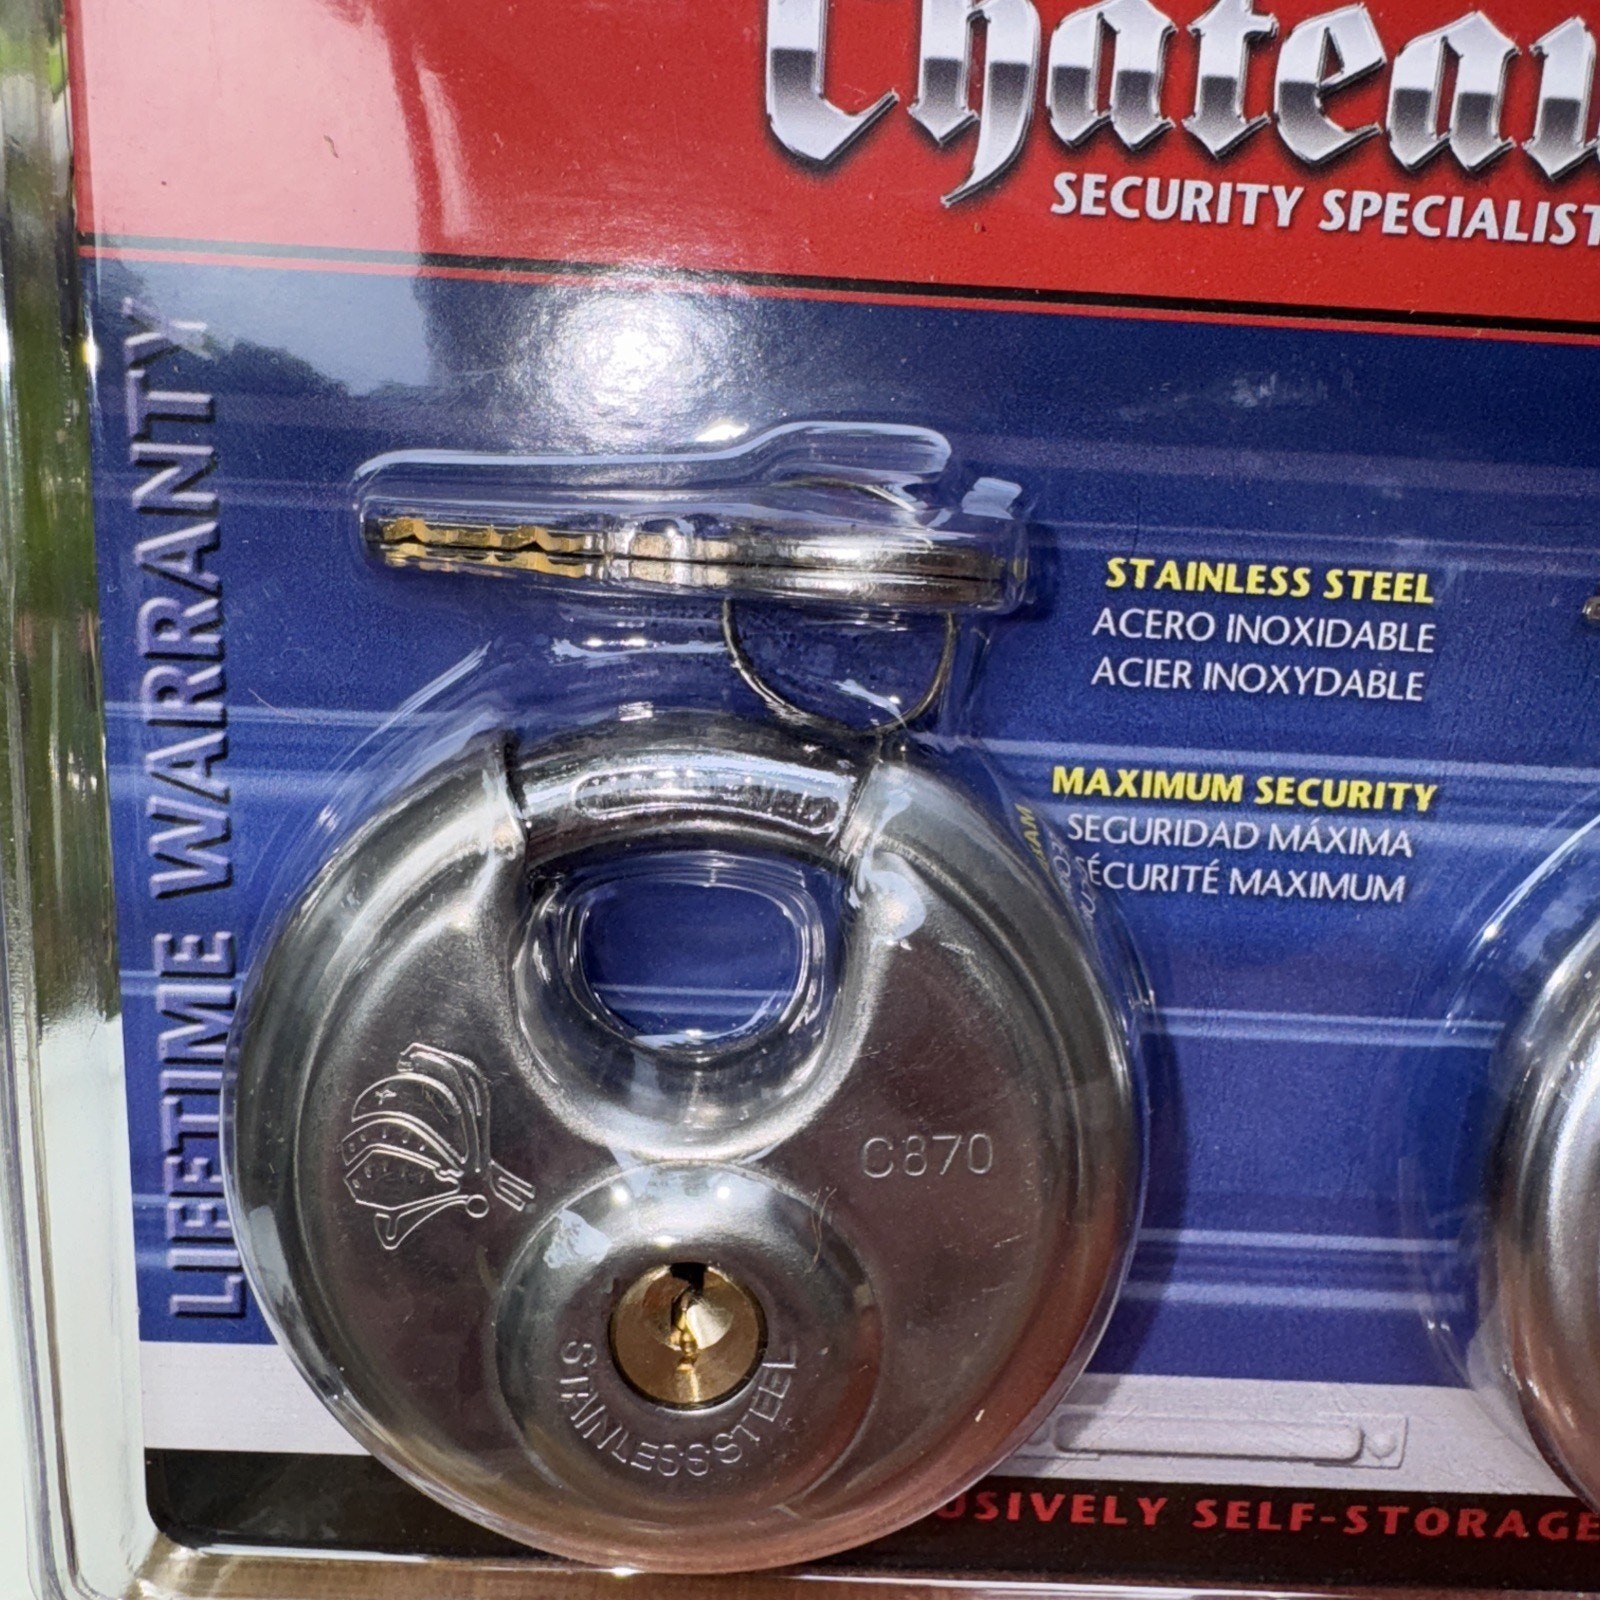 Chateau
SECURITY SPECIALIST
LIFETIME WARRANTY
STAINLESS STEEL
ACERO INOXIDABLE
ACIER INOXYDABLE
MAXIMUM SECURITY
SEGURIDAD MÁXIMA
SÉCURITÉ MAXIMUM
C870
STAINLESS STEEL
USIVELY SELF-STORAGE